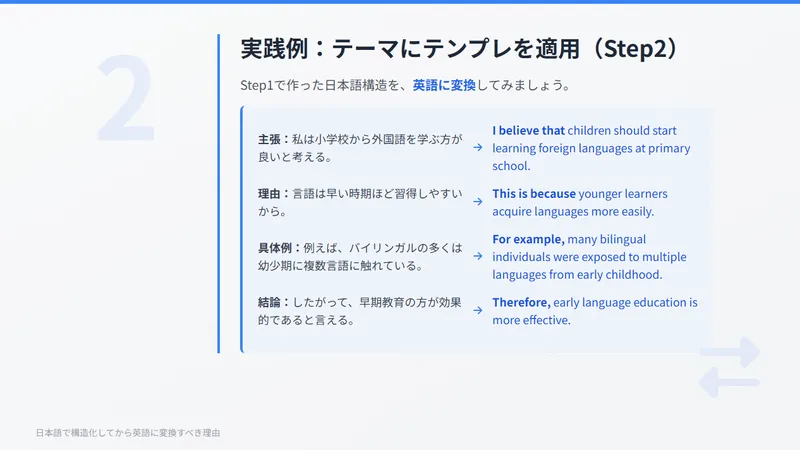 2
実践例：テーマにテンプレを適用（Step2）
Step1で作った日本語構造を、英語に変換してみましょう。
主張：私は小学校から外国語を学ぶ方が
良いと考える。
→
I believe that children should start
learning foreign languages at primary
school.
理由：言語は早い時期ほど習得しやすい
から。
→
This is because younger learners
acquire languages more easily.
具体例：例えば、バイリンガルの多くは
幼少期に複数言語に触れている。
→
For example, many bilingual
individuals were exposed to multiple
languages from early childhood.
結論：したがって、早期教育の方が効果
的であると言える。
→
Therefore, early language education is
more effective.
日本語で構造化してから英語に変換すべき理由